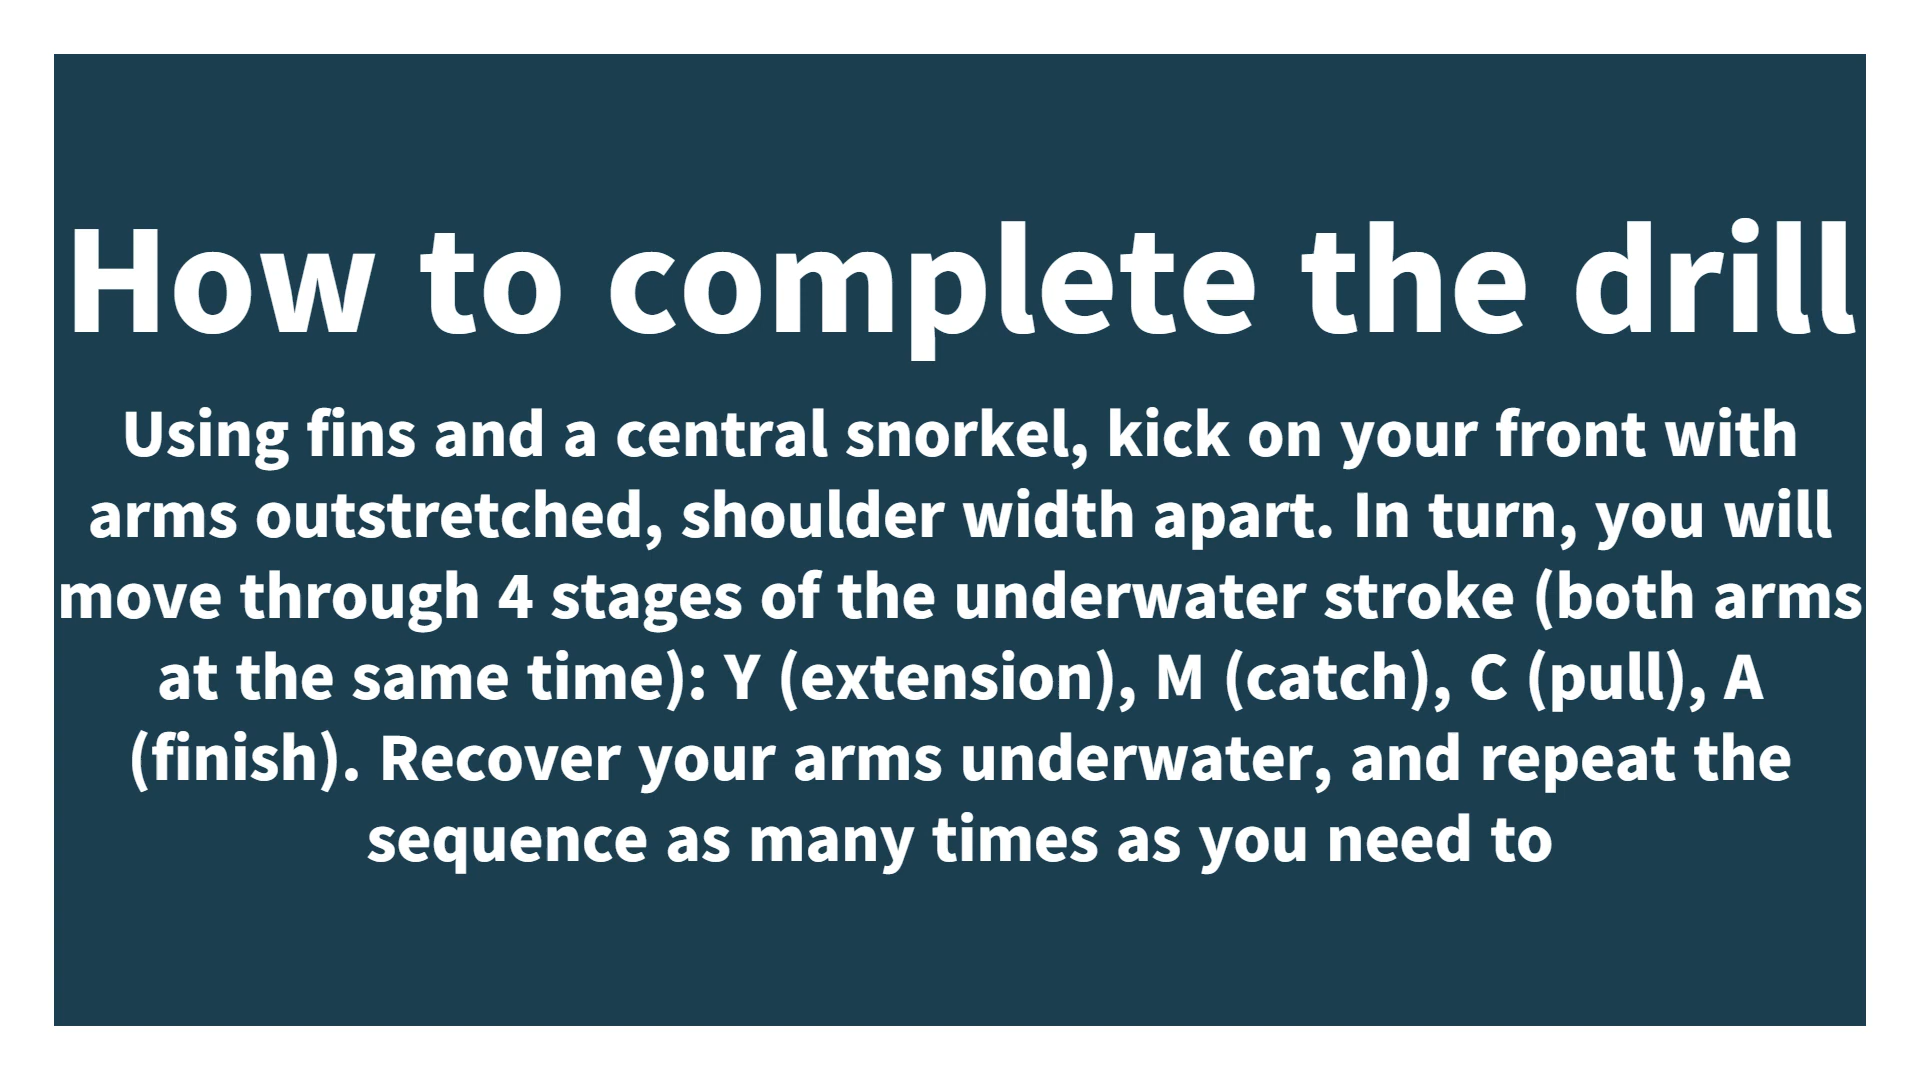 How to complete the drill
Using fins and a central snorkel, kick on your front with
arms outstretched, shoulder width apart. In turn, you will
move through 4 stages of the underwater stroke (both arms
at the same time): Y (extension), M (catch), C (pull), A
(finish). Recover your arms underwater, and repeat the
sequence as many times as you need to